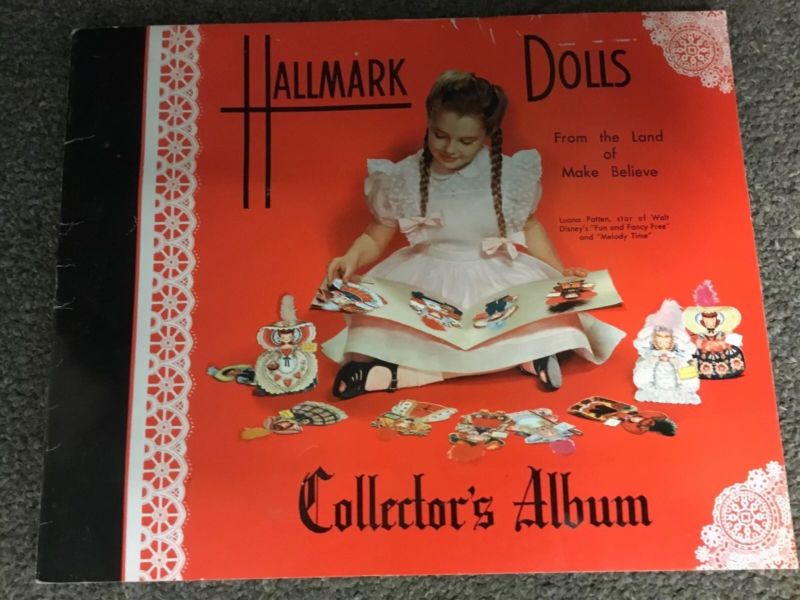 HALLMARK DOLLS
From the Land
of
Make Believe
Luana Patten, star of Walt
Disney's "Fun and Fancy Free"
and "Melody Time"
Collector's Album